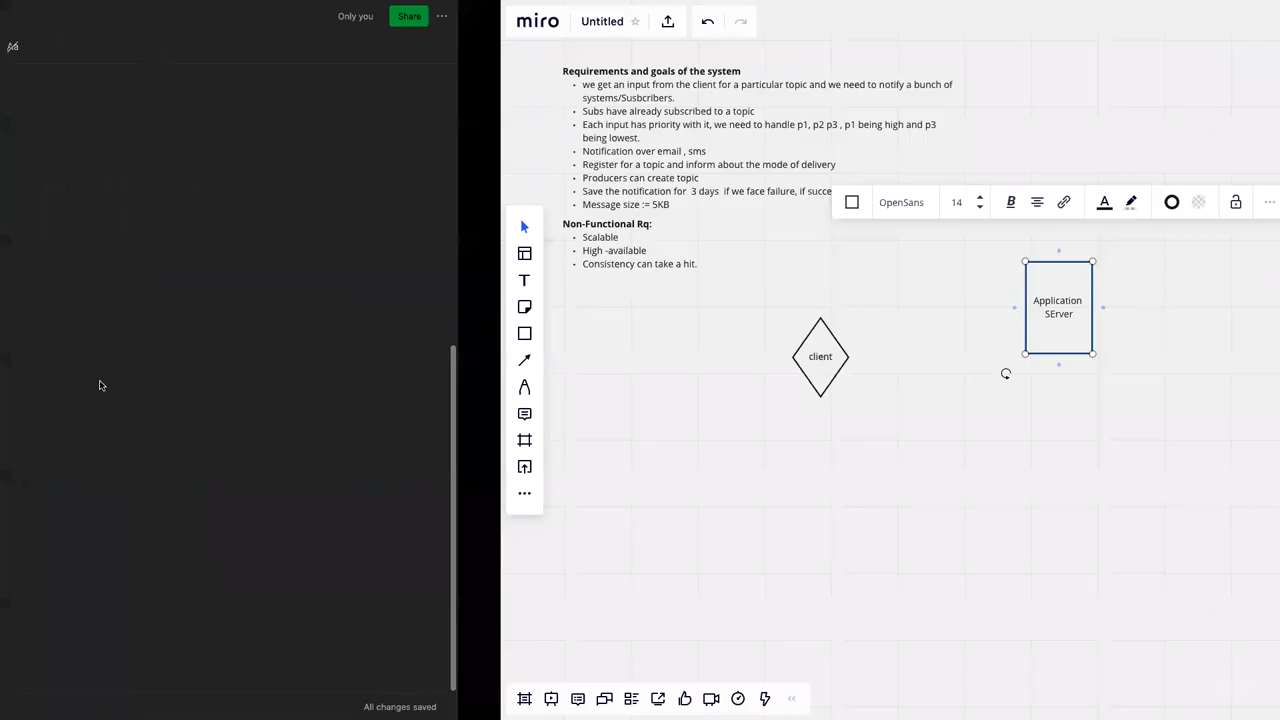 Only you
Share
miro
Untitled
Requirements and goals of the system
we get an input from the client for a particular topic and we need to notify a bunch of
systems/Susbcribers.
Subs have already subscribed to a topic
Each input has priority with it, we need to handle p1, p2 p3 , p1 being high and p3
being lowest.
Notification over email , sms
Register for a topic and inform about the mode of delivery
Producers can create topic
Save the notification for 3 days if we face failure, if succe
Message size := 5KB
Non-Functional Rq:
Scalable
High -available
Consistency can take a hit.
OpenSans
14
B
A
Application
SErver
client
All changes saved